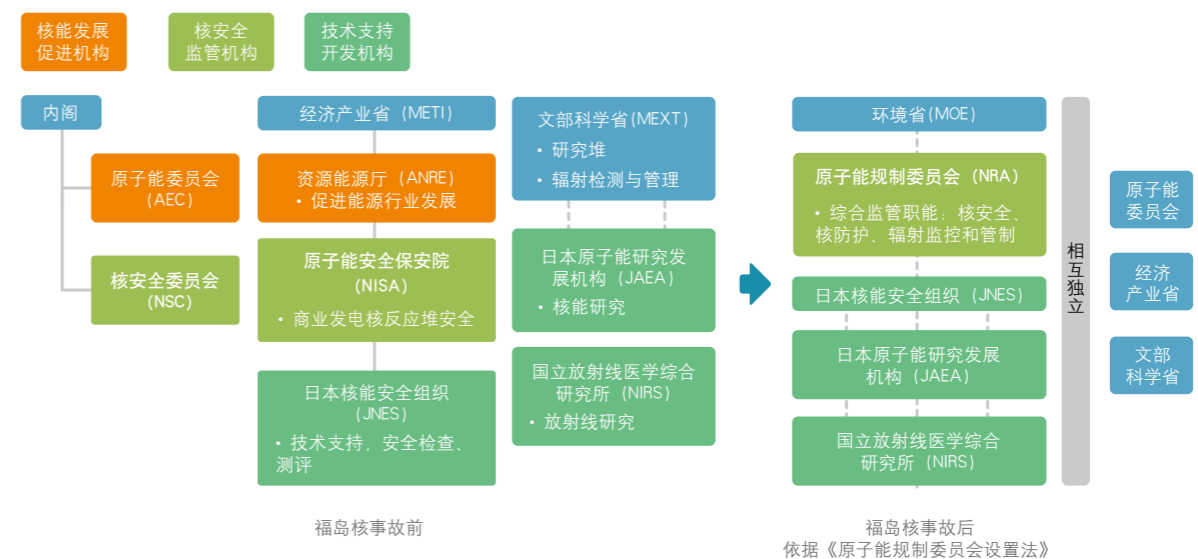 核能发展
促进机构
核安全
监管机构
技术支持
开发机构
内阁
原子能委员会
(AEC)
核安全委员会
(NSC)
经济产业省（METI）
资源能源厅（ANRE）
• 促进能源行业发展
原子能安全保安院
(NISA)
• 商业发电核反应堆安全
日本核能安全组织
(JNES)
• 技术支持、安全检查、
测评
文部科学省(MEXT)
• 研究堆
• 辐射检测与管理
日本原子能研究发
展机构（JAEA）
• 核能研究
国立放射线医学综合
研究所（NIRS）
• 放射线研究
福岛核事故前
环境省(MOE)
原子能规制委员会（NRA）
• 综合监管职能：核安全、
核防护、辐射监控和管制
日本核能安全组织（JNES）
日本原子能研究发展
机构（JAEA）
国立放射线医学综合
研究所（NIRS）
相互独立
原子能
委员会
经济
产业省
文部
科学省
福岛核事故后
依据《原子能规制委员会设置法》